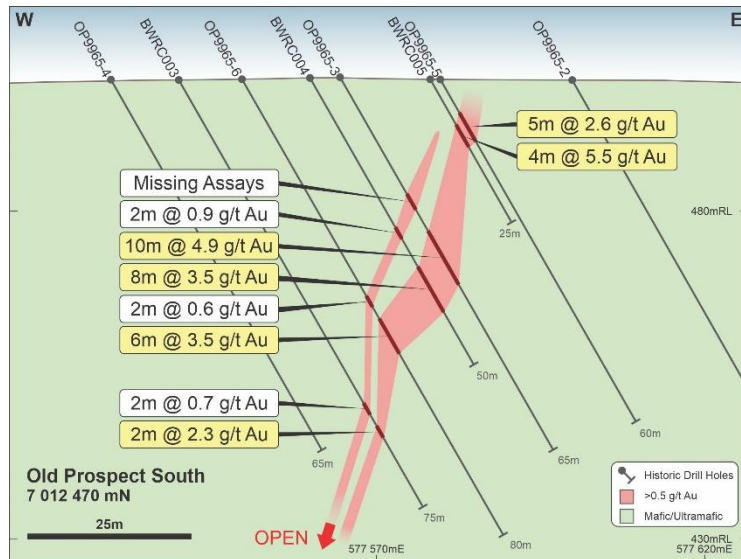 W
E
OP9965-4
BWRC003
OP9965-6
BWRC004
OP9965-3
BWRC005
OP9965-5
OP9965-2
5m @ 2.6 g/t Au
4m @ 5.5 g/t Au
Missing Assays
2m @ 0.9 g/t Au
10m @ 4.9 g/t Au
8m @ 3.5 g/t Au
2m @ 0.6 g/t Au
6m @ 3.5 g/t Au
2m @ 0.7 g/t Au
2m @ 2.3 g/t Au
480mRL
25m
50m
60m
65m
65m
75m
80m
Old Prospect South
7 012 470 mN
25m
OPEN
577 570mE
577 620mE
430mRL
Historic Drill Holes
>0.5 g/t Au
Mafic/Ultramafic